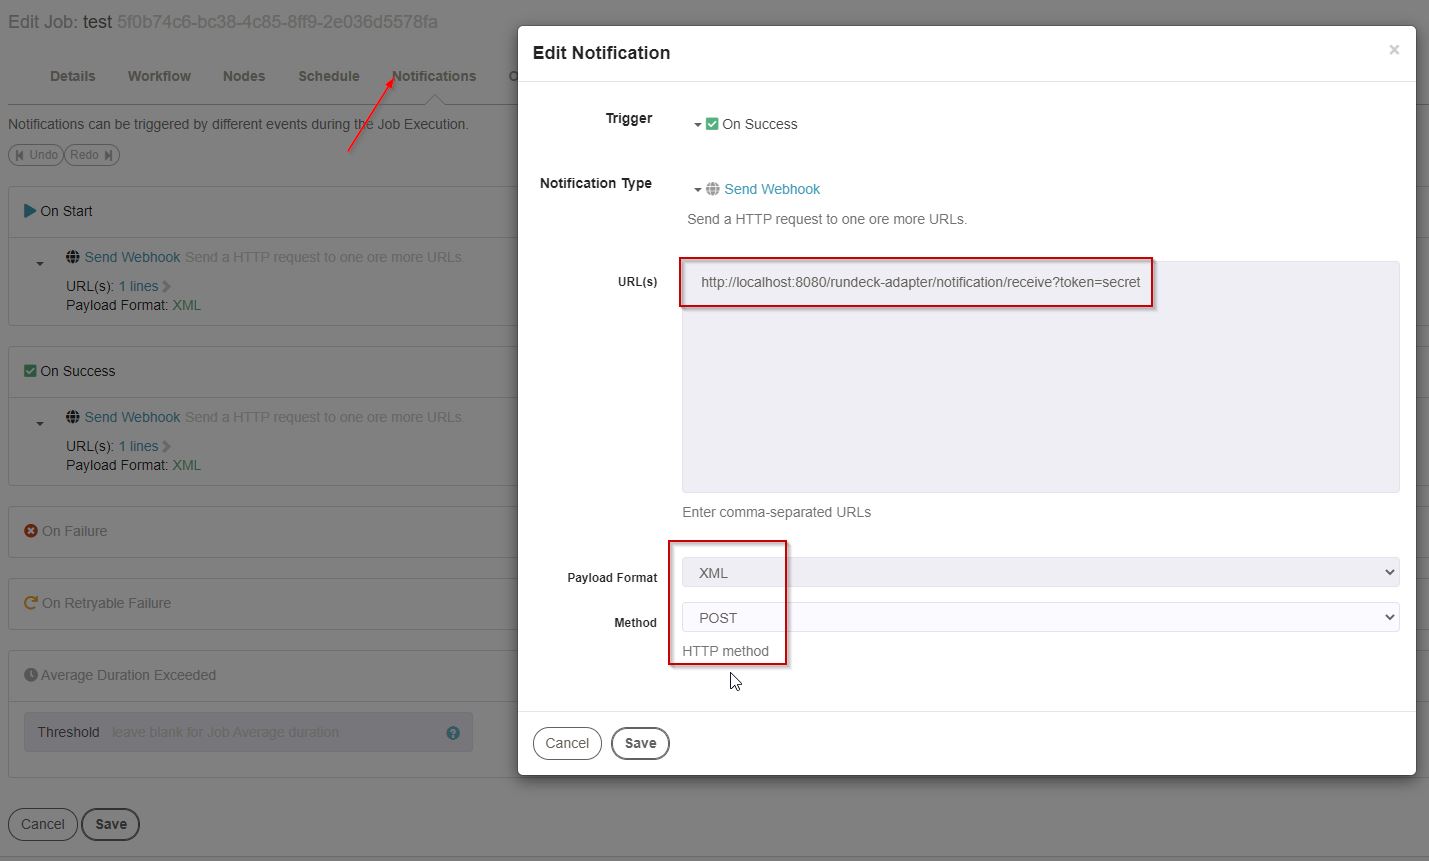 Edit Job: test 5f0b74c6-bc38-4c85-8ff9-2e036d5578fa
Details Workflow Nodes Schedule Notifications O
Notifications can be triggered by different events during the Job Execution.
Undo Redo
On Start
Send Webhook Send a HTTP request to one ore more URLs.
URL(s): 1 lines
Payload Format: XML
On Success
Send Webhook Send a HTTP request to one ore more URLs.
URL(s): 1 lines
Payload Format: XML
On Failure
On Retryable Failure
Average Duration Exceeded
Threshold leave blank for Job Average duration
Cancel Save
Edit Notification
Trigger On Success
Notification Type Send Webhook
Send a HTTP request to one ore more URLs.
URL(s) http://localhost:8080/rundeck-adapter/notification/receive?token=secret
Enter comma-separated URLs
Payload Format XML
Method POST
HTTP method
Cancel Save